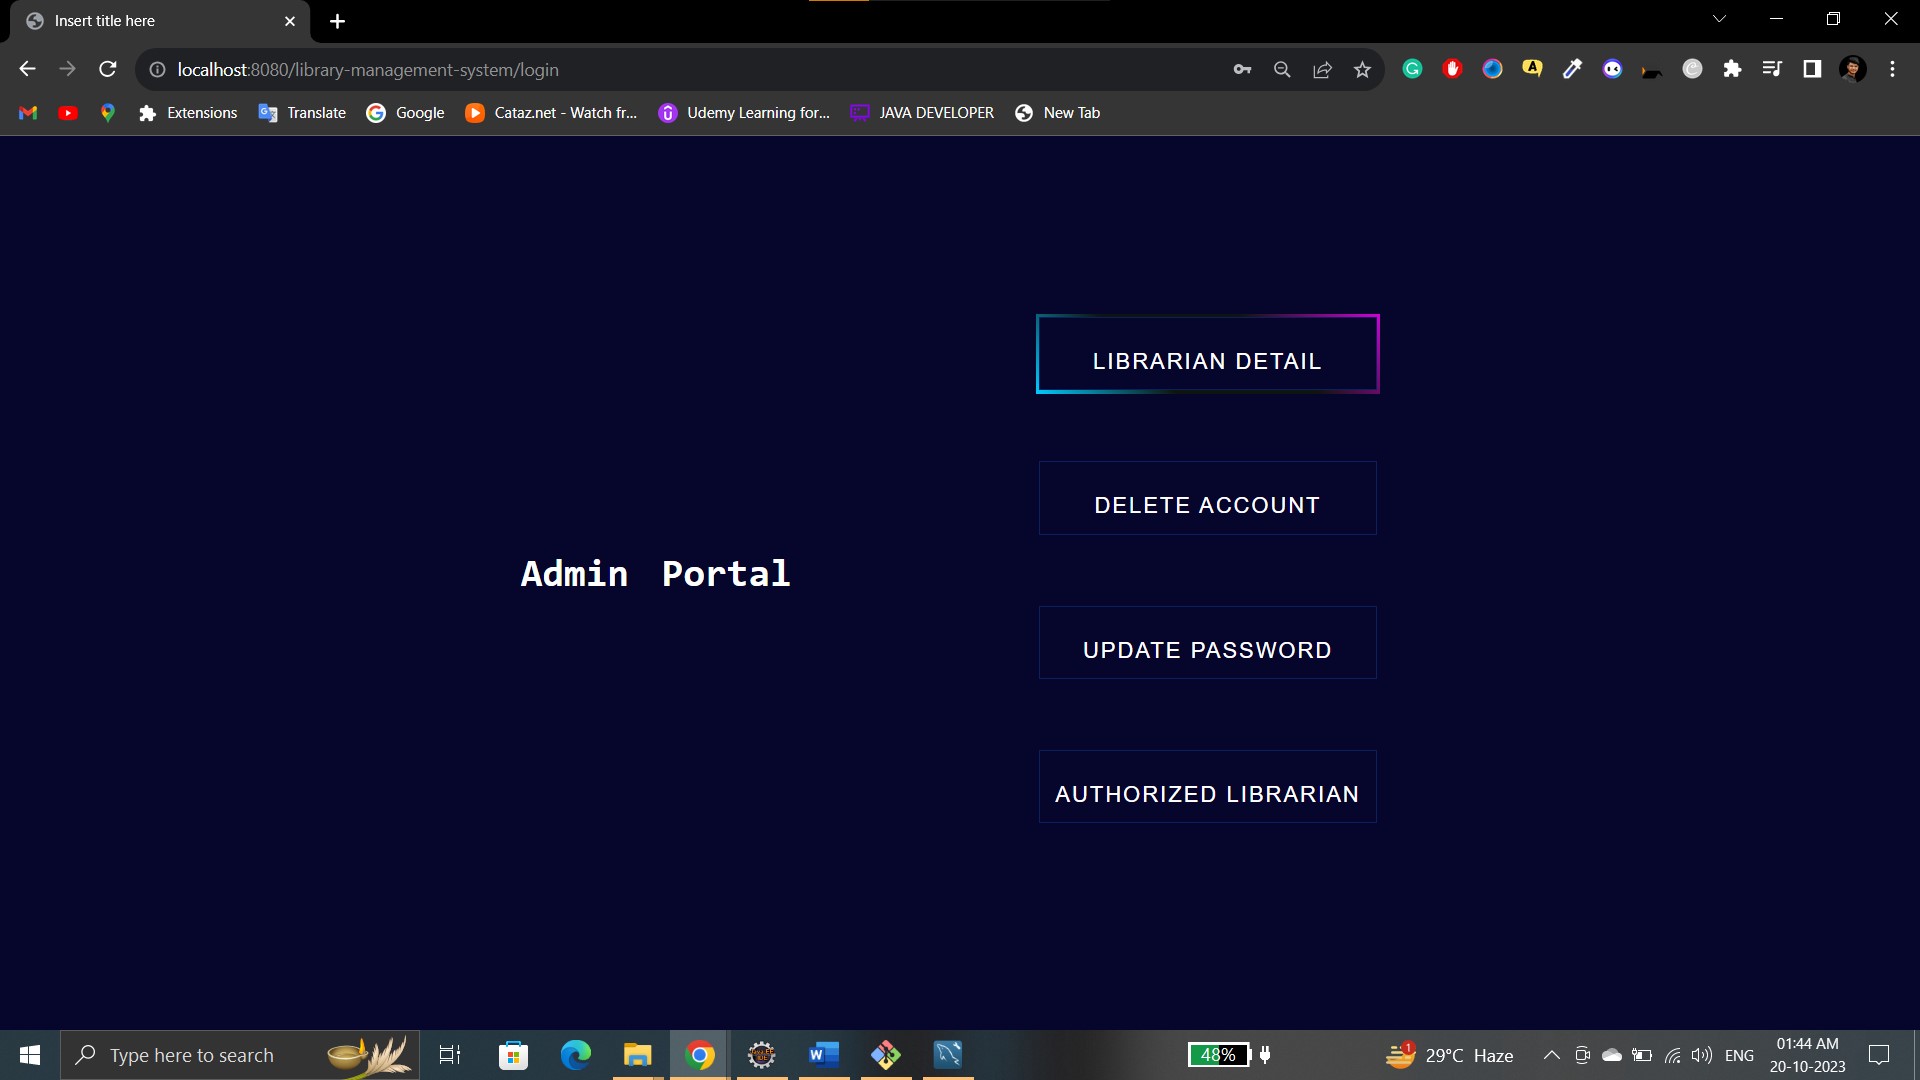 Insert title here
localhost:8080/library-management-system/login
Extensions Translate Google Cataz.net - Watch fr... Udemy Learning for... JAVA DEVELOPER New Tab
LIBRARIAN DETAIL
DELETE ACCOUNT
Admin Portal
UPDATE PASSWORD
AUTHORIZED LIBRARIAN
Type here to search
48%
1
29°C Haze
ENG
01:44 AM
20-10-2023